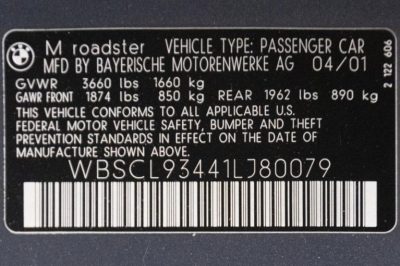 BMW
M roadster VEHICLE TYPE: PASSENGER CAR
MFD BY BAYERISCHE MOTORENWERKE AG 04/01
GVWR 3660 lbs 1660 kg
GAWR FRONT 1874 lbs 850 kg REAR 1962 lbs 890 kg
THIS VEHICLE CONFORMS TO ALL APPLICABLE U.S.
FEDERAL MOTOR VEHICLE SAFETY, BUMPER AND THEFT
PREVENTION STANDARDS IN EFFECT ON THE DATE OF
MANUFACTURE SHOWN ABOVE.
WBSCL93441LJ80079
2 122 606